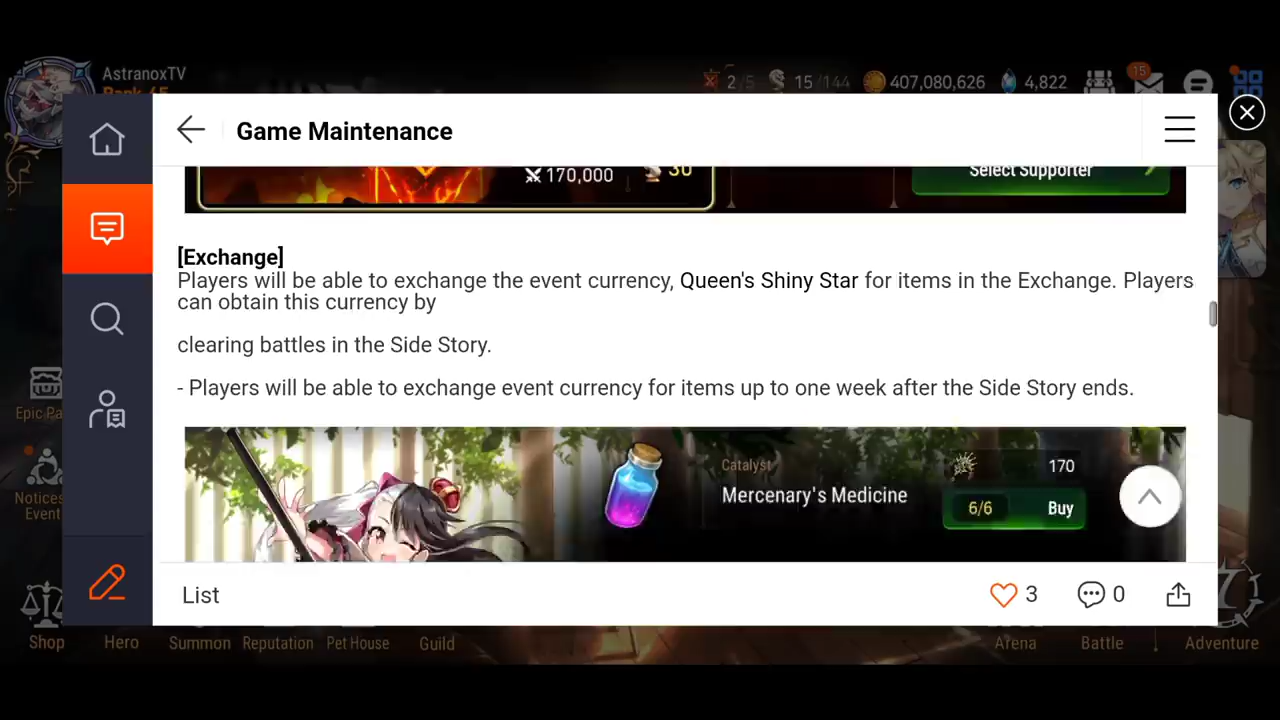 AstranoxTV
Rank 65
2/5
15/144
407,080,626
4,822
15
Game Maintenance
170,000
30
Select Supporter
[Exchange]
Players will be able to exchange the event currency, Queen's Shiny Star for items in the Exchange. Players
can obtain this currency by
clearing battles in the Side Story.
- Players will be able to exchange event currency for items up to one week after the Side Story ends.
Catalyst
Mercenary's Medicine
170
6/6
Buy
Epic Pa
Notices
Event
List
3
0
Shop
Hero
Summon
Reputation
Pet House
Guild
Arena
Battle
Adventure